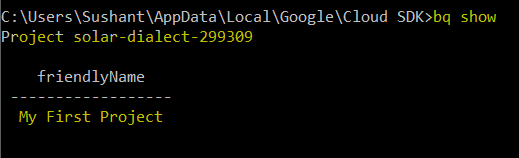 C:\Users\Sushant\AppData\Local\Google\Cloud SDK>bq show
Project solar-dialect-299309
friendlyName
------------------
My First Project